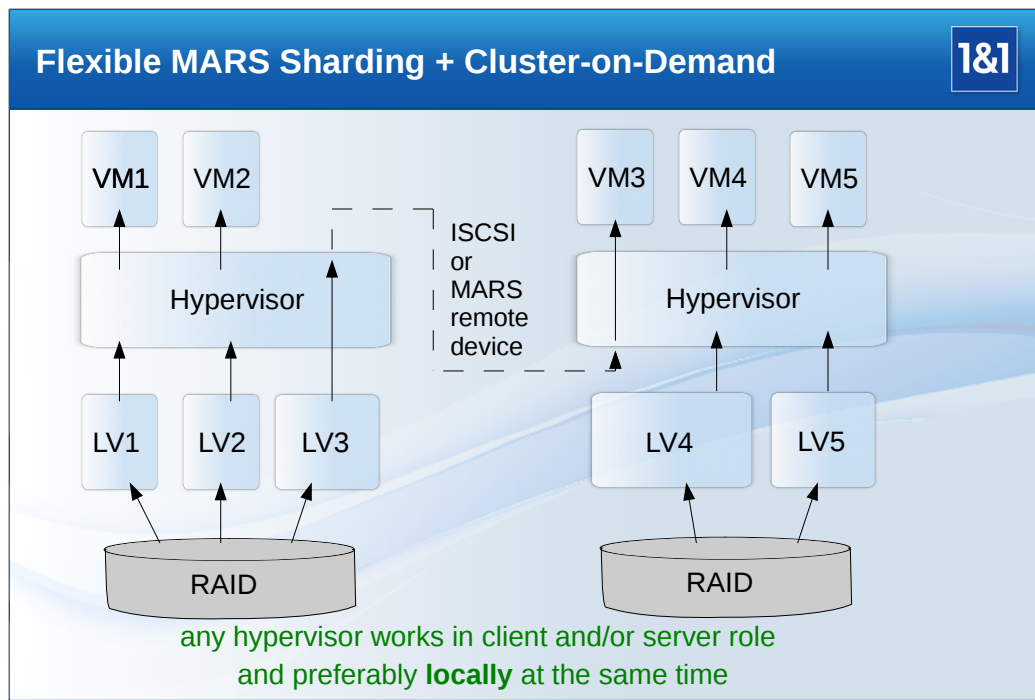 Flexible MARS Sharding + Cluster-on-Demand
1&1
VM1
VM2
VM3
VM4
VM5
ISCSI
or
MARS
remote
device
Hypervisor
Hypervisor
LV1
LV2
LV3
LV4
LV5
RAID
RAID
any hypervisor works in client and/or server role
and preferably locally at the same time